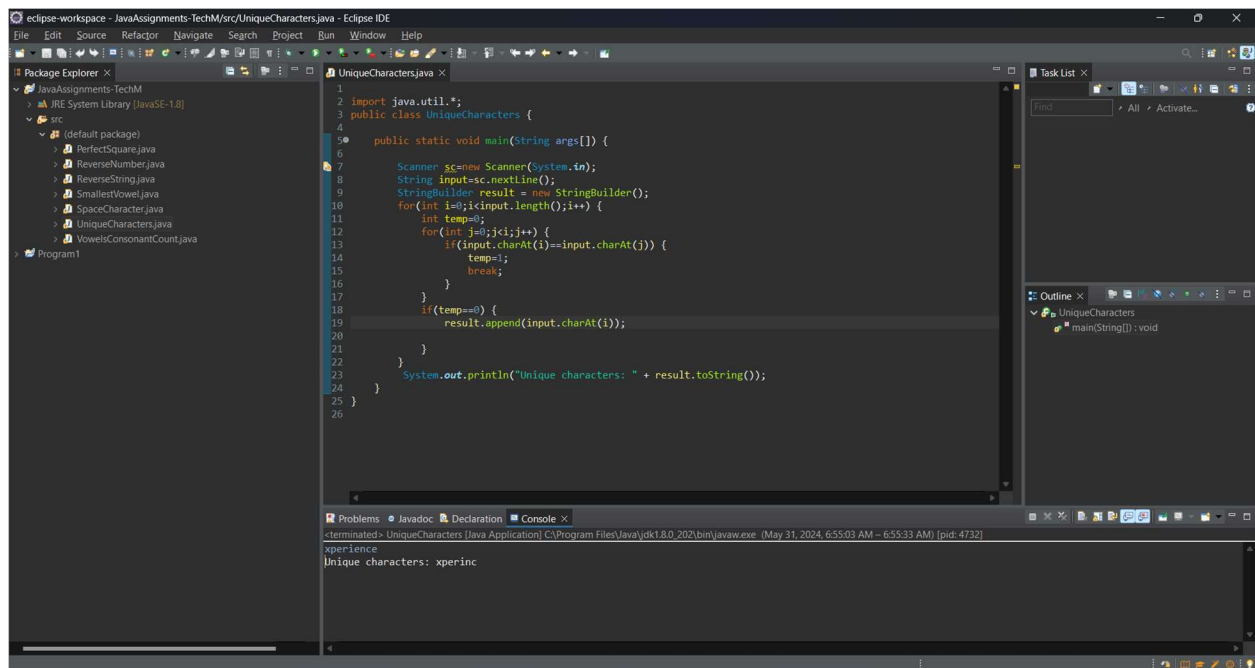 eclipse-workspace - JavaAssignments-TechM/src/UniqueCharacters.java - Eclipse IDE
File Edit Source Refactor Navigate Search Project Run Window Help
Package Explorer
JavaAssignments-TechM
JRE System Library [JavaSE-1.8]
src
(default package)
PerfectSquare.java
ReverseNumber.java
ReverseString.java
SmallestVowel.java
SpaceCharacter.java
UniqueCharacters.java
VowelsConsonantCount.java
Program1
UniqueCharacters.java
1
2 import java.util.*;
3 public class UniqueCharacters {
4
5 public static void main(String args[]) {
6
7 Scanner sc=new Scanner(System.in);
8 String input=sc.nextLine();
9 StringBuilder result = new StringBuilder();
10 for(int i=0;i<input.length();i++) {
11 int temp=0;
12 for(int j=0;j<i;j++) {
13 if(input.charAt(i)==input.charAt(j)) {
14 temp=1;
15 break;
16 }
17 }
18 if(temp==0) {
19 result.append(input.charAt(i));
20
21 }
22 }
23 System.out.println("Unique characters: " + result.toString());
24 }
25 }
26
Task List
Find All Activate...
Outline
UniqueCharacters
main(String[]) : void
Problems Javadoc Declaration Console
<terminated> UniqueCharacters [Java Application] C:\Program Files\Java\jdk1.8.0_202\bin\javaw.exe (May 31, 2024, 6:55:03 AM – 6:55:33 AM) [pid: 4732]
xperience
Unique characters: xperinc